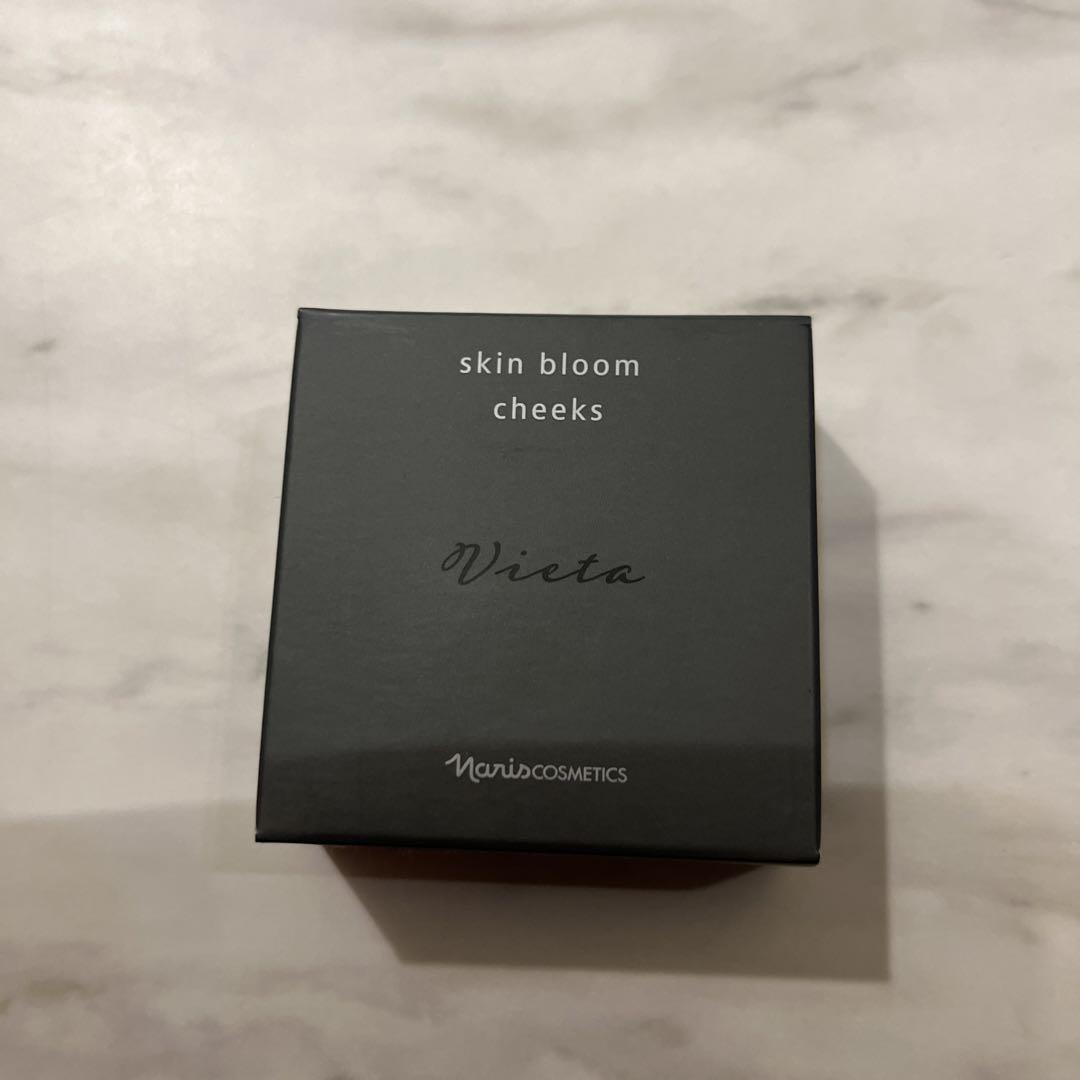 skin bloom
cheeks
Vieta
Naris COSMETICS